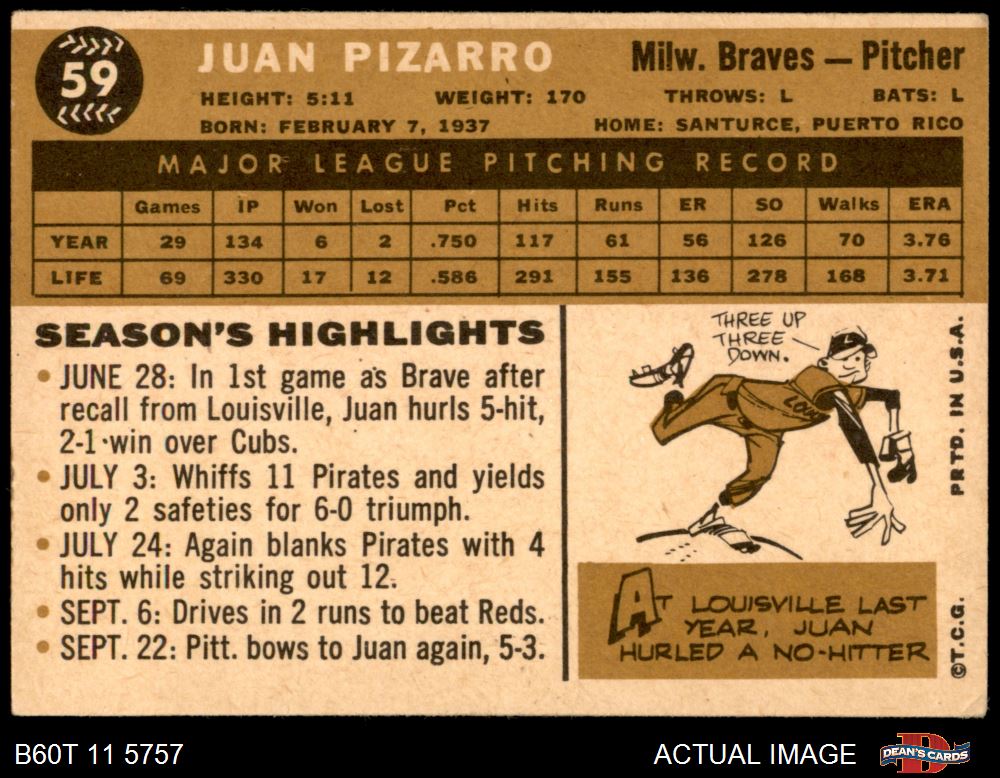 59
JUAN PIZARRO
Milw. Braves — Pitcher
HEIGHT: 5:11 WEIGHT: 170 THROWS: L BATS: L
BORN: FEBRUARY 7, 1937 HOME: SANTURCE, PUERTO RICO
MAJOR LEAGUE PITCHING RECORD
Games IP Won Lost Pct Hits Runs ER SO Walks ERA
YEAR 29 134 6 2 .750 117 61 56 126 70 3.76
LIFE 69 330 17 12 .586 291 155 136 278 168 3.71
SEASON'S HIGHLIGHTS
• JUNE 28: In 1st game as Brave after
recall from Louisville, Juan hurls 5-hit,
2-1 win over Cubs.
• JULY 3: Whiffs 11 Pirates and yields
only 2 safeties for 6-0 triumph.
• JULY 24: Again blanks Pirates with 4
hits while striking out 12.
• SEPT. 6: Drives in 2 runs to beat Reds.
• SEPT. 22: Pitt. bows to Juan again, 5-3.
THREE UP
THREE
DOWN.
AT LOUISVILLE LAST
YEAR, JUAN
HURLED A NO-HITTER
©T.C.G. PRTD. IN U.S.A.
B60T 11 5757
ACTUAL IMAGE
DEAN'S CARDS